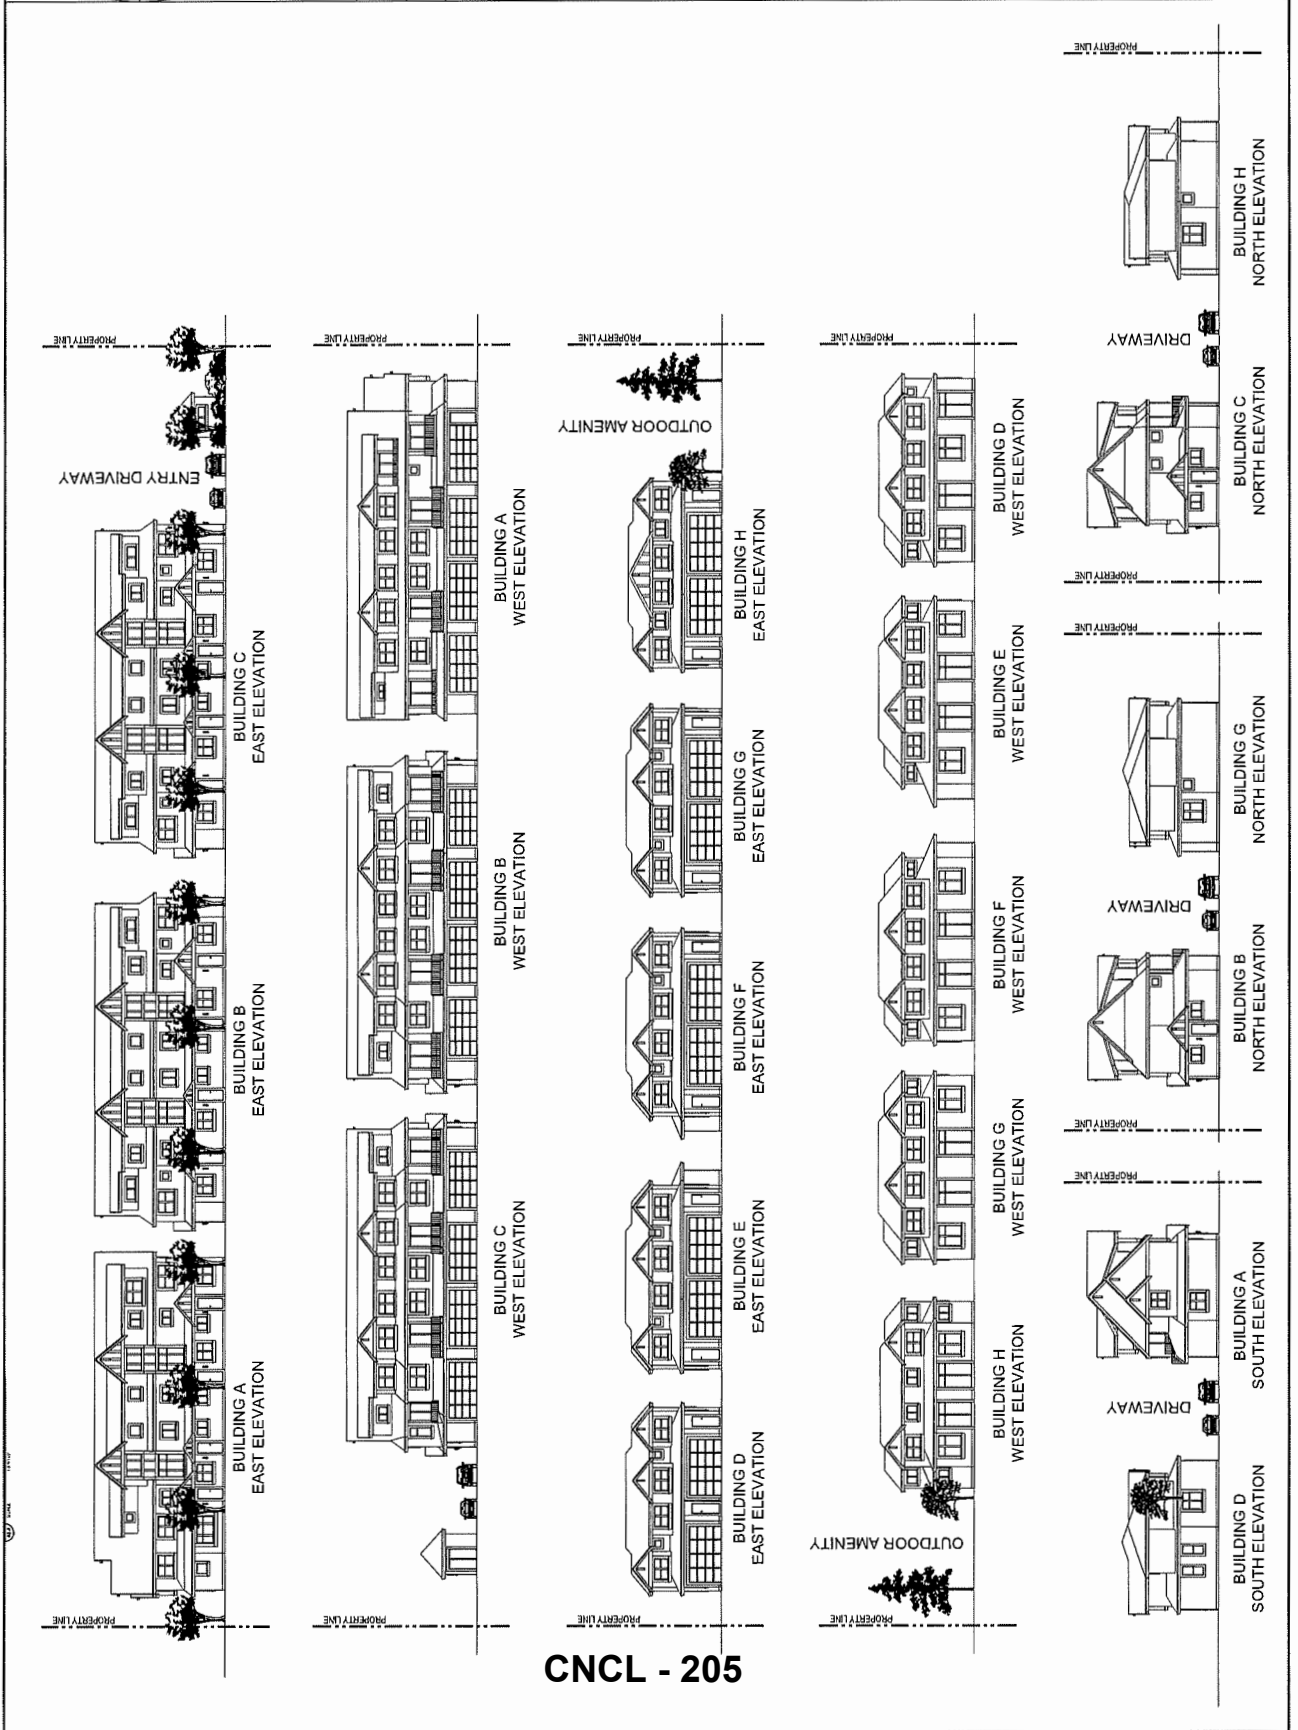 PROPERTY LINE
BUILDING A
EAST ELEVATION
BUILDING B
EAST ELEVATION
BUILDING C
EAST ELEVATION
ENTRY DRIVEWAY
PROPERTY LINE
PROPERTY LINE
BUILDING C
WEST ELEVATION
BUILDING B
WEST ELEVATION
BUILDING A
WEST ELEVATION
PROPERTY LINE
PROPERTY LINE
BUILDING D
EAST ELEVATION
BUILDING E
EAST ELEVATION
BUILDING F
EAST ELEVATION
BUILDING G
EAST ELEVATION
BUILDING H
EAST ELEVATION
OUTDOOR AMENITY
PROPERTY LINE
PROPERTY LINE
OUTDOOR AMENITY
BUILDING H
WEST ELEVATION
BUILDING G
WEST ELEVATION
BUILDING F
WEST ELEVATION
BUILDING E
WEST ELEVATION
BUILDING D
WEST ELEVATION
PROPERTY LINE
BUILDING D
SOUTH ELEVATION
DRIVEWAY
BUILDING A
SOUTH ELEVATION
PROPERTY LINE
PROPERTY LINE
BUILDING B
NORTH ELEVATION
DRIVEWAY
BUILDING G
NORTH ELEVATION
PROPERTY LINE
PROPERTY LINE
BUILDING C
NORTH ELEVATION
DRIVEWAY
BUILDING H
NORTH ELEVATION
PROPERTY LINE
CNCL - 205